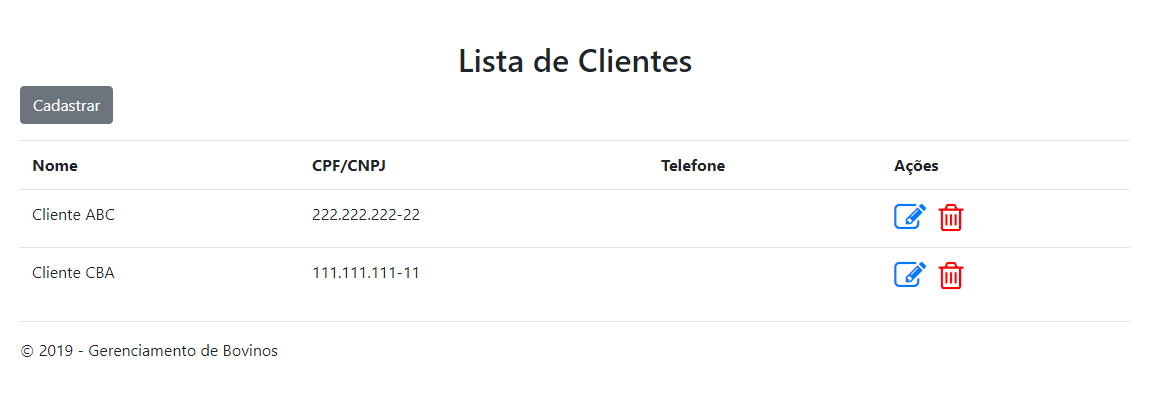 Lista de Clientes
Cadastrar
Nome CPF/CNPJ Telefone Ações
Cliente ABC 222.222.222-22
Cliente CBA 111.111.111-11
© 2019 - Gerenciamento de Bovinos